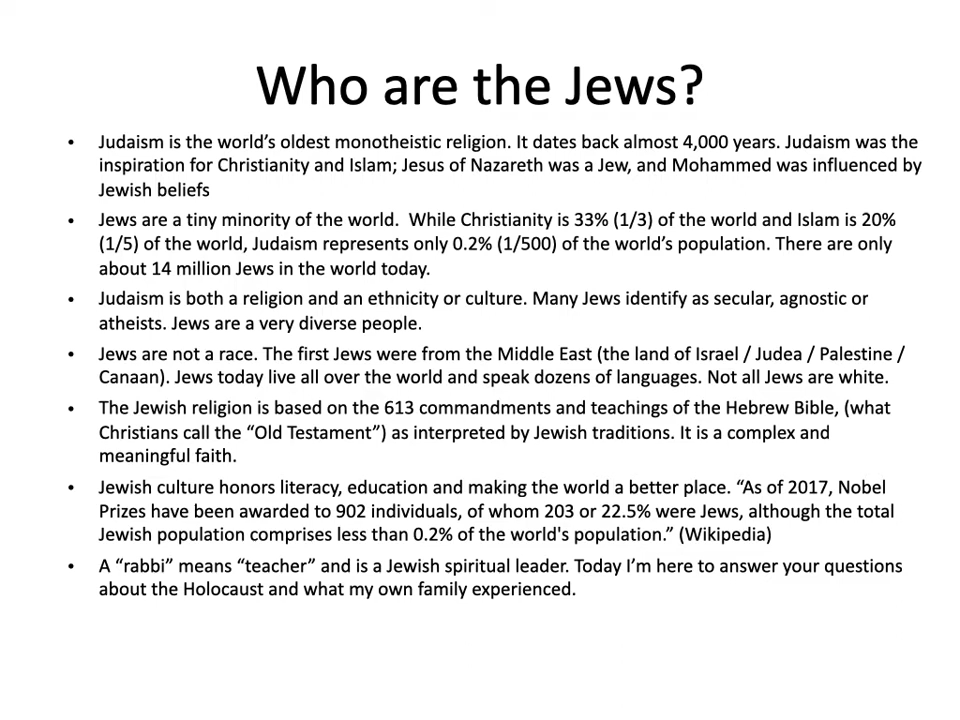 Who are the Jews?
• Judaism is the world's oldest monotheistic religion. It dates back almost 4,000 years. Judaism was the
inspiration for Christianity and Islam; Jesus of Nazareth was a Jew, and Mohammed was influenced by
Jewish beliefs
• Jews are a tiny minority of the world.  While Christianity is 33% (1/3) of the world and Islam is 20%
(1/5) of the world, Judaism represents only 0.2% (1/500) of the world's population. There are only
about 14 million Jews in the world today.
• Judaism is both a religion and an ethnicity or culture. Many Jews identify as secular, agnostic or
atheists. Jews are a very diverse people.
• Jews are not a race. The first Jews were from the Middle East (the land of Israel / Judea / Palestine /
Canaan). Jews today live all over the world and speak dozens of languages. Not all Jews are white.
• The Jewish religion is based on the 613 commandments and teachings of the Hebrew Bible, (what
Christians call the “Old Testament”) as interpreted by Jewish traditions. It is a complex and
meaningful faith.
• Jewish culture honors literacy, education and making the world a better place. “As of 2017, Nobel
Prizes have been awarded to 902 individuals, of whom 203 or 22.5% were Jews, although the total
Jewish population comprises less than 0.2% of the world's population.” (Wikipedia)
• A “rabbi” means “teacher” and is a Jewish spiritual leader. Today I'm here to answer your questions
about the Holocaust and what my own family experienced.